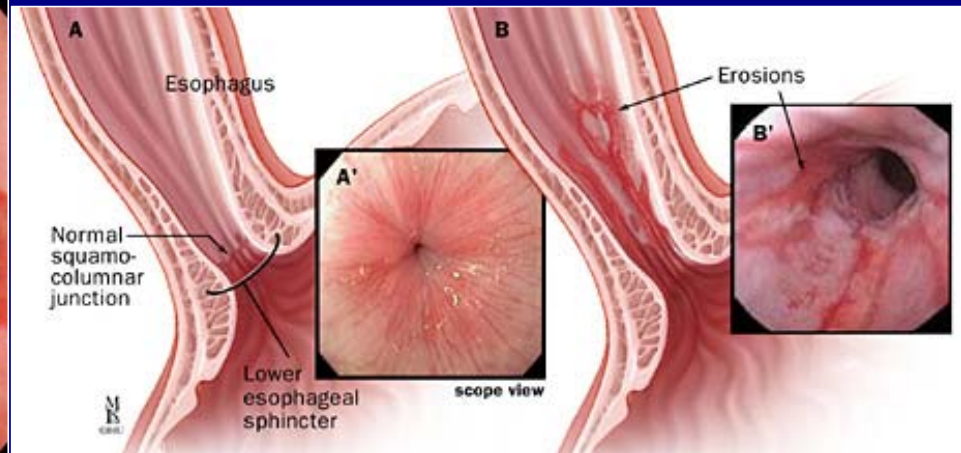 A
Esophagus
Normal
squamo-
columnar
junction
A'
Lower
esophageal
sphincter
scope view
B
Erosions
B'